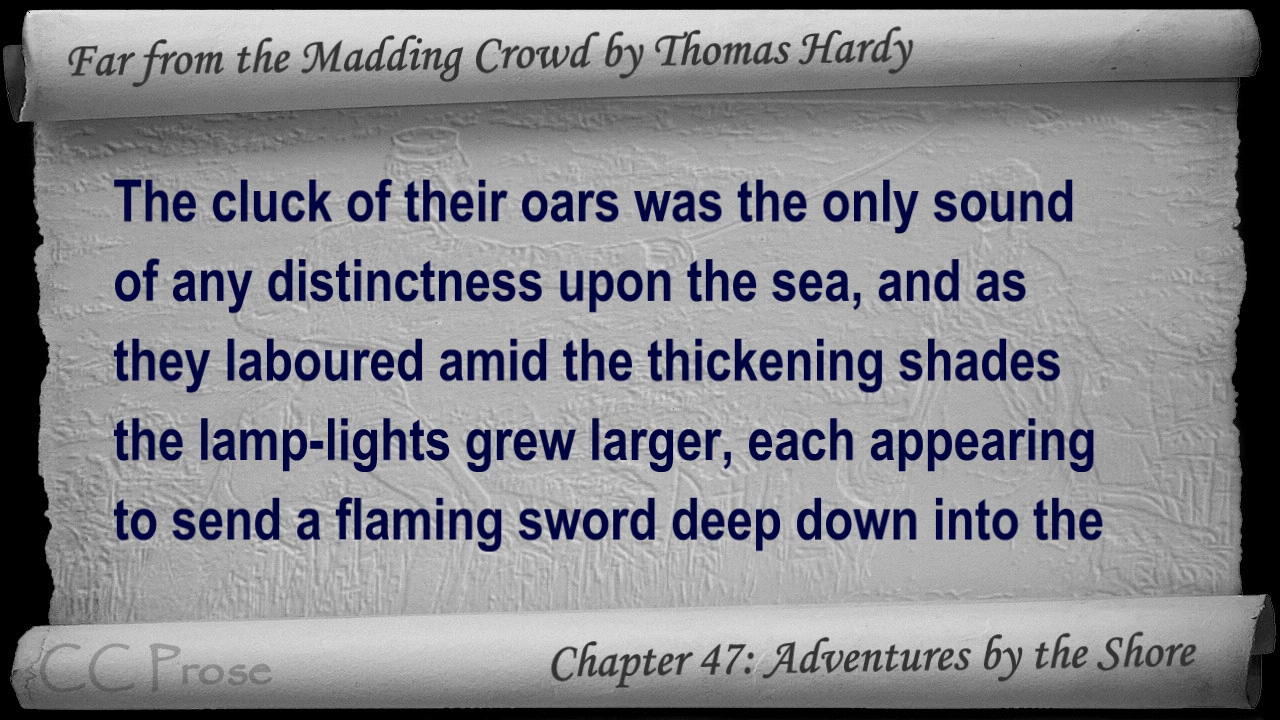 Far from the Madding Crowd by Thomas Hardy
The cluck of their oars was the only sound
of any distinctness upon the sea, and as
they laboured amid the thickening shades
the lamp-lights grew larger, each appearing
to send a flaming sword deep down into the
CC Prose
Chapter 47: Adventures by the Shore